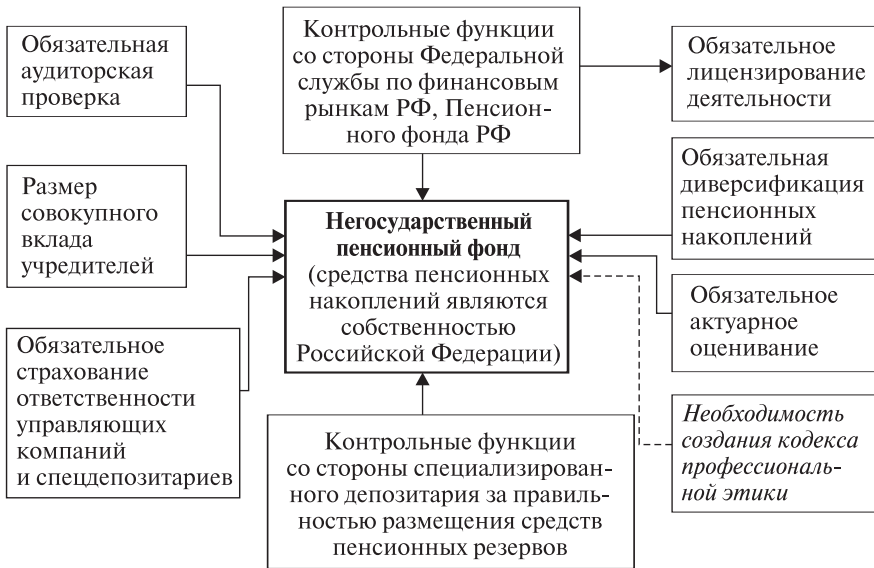 Обязательная
аудиторская
проверка
Контрольные функции
со стороны Федеральной
службы по финансовым
рынкам РФ, Пенсион-
ного фонда РФ
Обязательное
лицензирование
деятельности
Размер
совокупного
вклада
учредителей
Негосударственный
пенсионный фонд
(средства пенсионных
накоплений являются
собственностью
Российской Федерации)
Обязательная
диверсификация
пенсионных
накоплений
Обязательное
актуарное
оценивание
Обязательное
страхование
ответственности
управляющих
компаний
и спецдепозитариев
Контрольные функции
со стороны специализирован-
ного депозитария за правиль-
ностью размещения средств
пенсионных резервов
Необходимость
создания кодекса
профессиональ-
ной этики